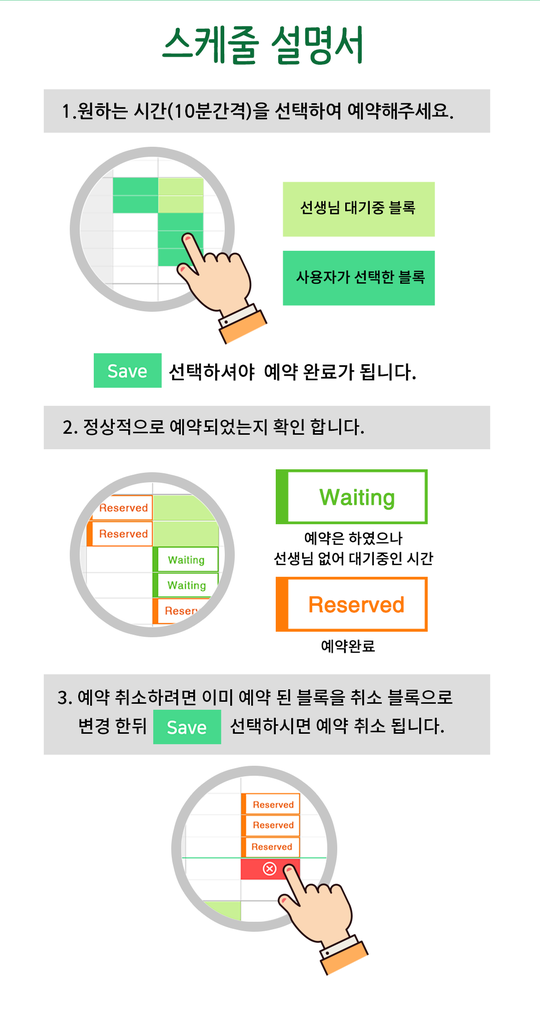 스케줄 설명서
1.원하는 시간(10분간격)을 선택하여 예약해주세요.
선생님 대기중 블록
사용자가 선택한 블록
Save 선택하셔야 예약 완료가 됩니다.
2. 정상적으로 예약되었는지 확인 합니다.
Reserved
Reserved
Waiting
Waiting
Reser
Waiting
예약은 하였으나
선생님 없어 대기중인 시간
Reserved
예약완료
3. 예약 취소하려면 이미 예약 된 블록을 취소 블록으로
변경 한뒤 Save 선택하시면 예약 취소 됩니다.
Reserved
Reserved
Reserved